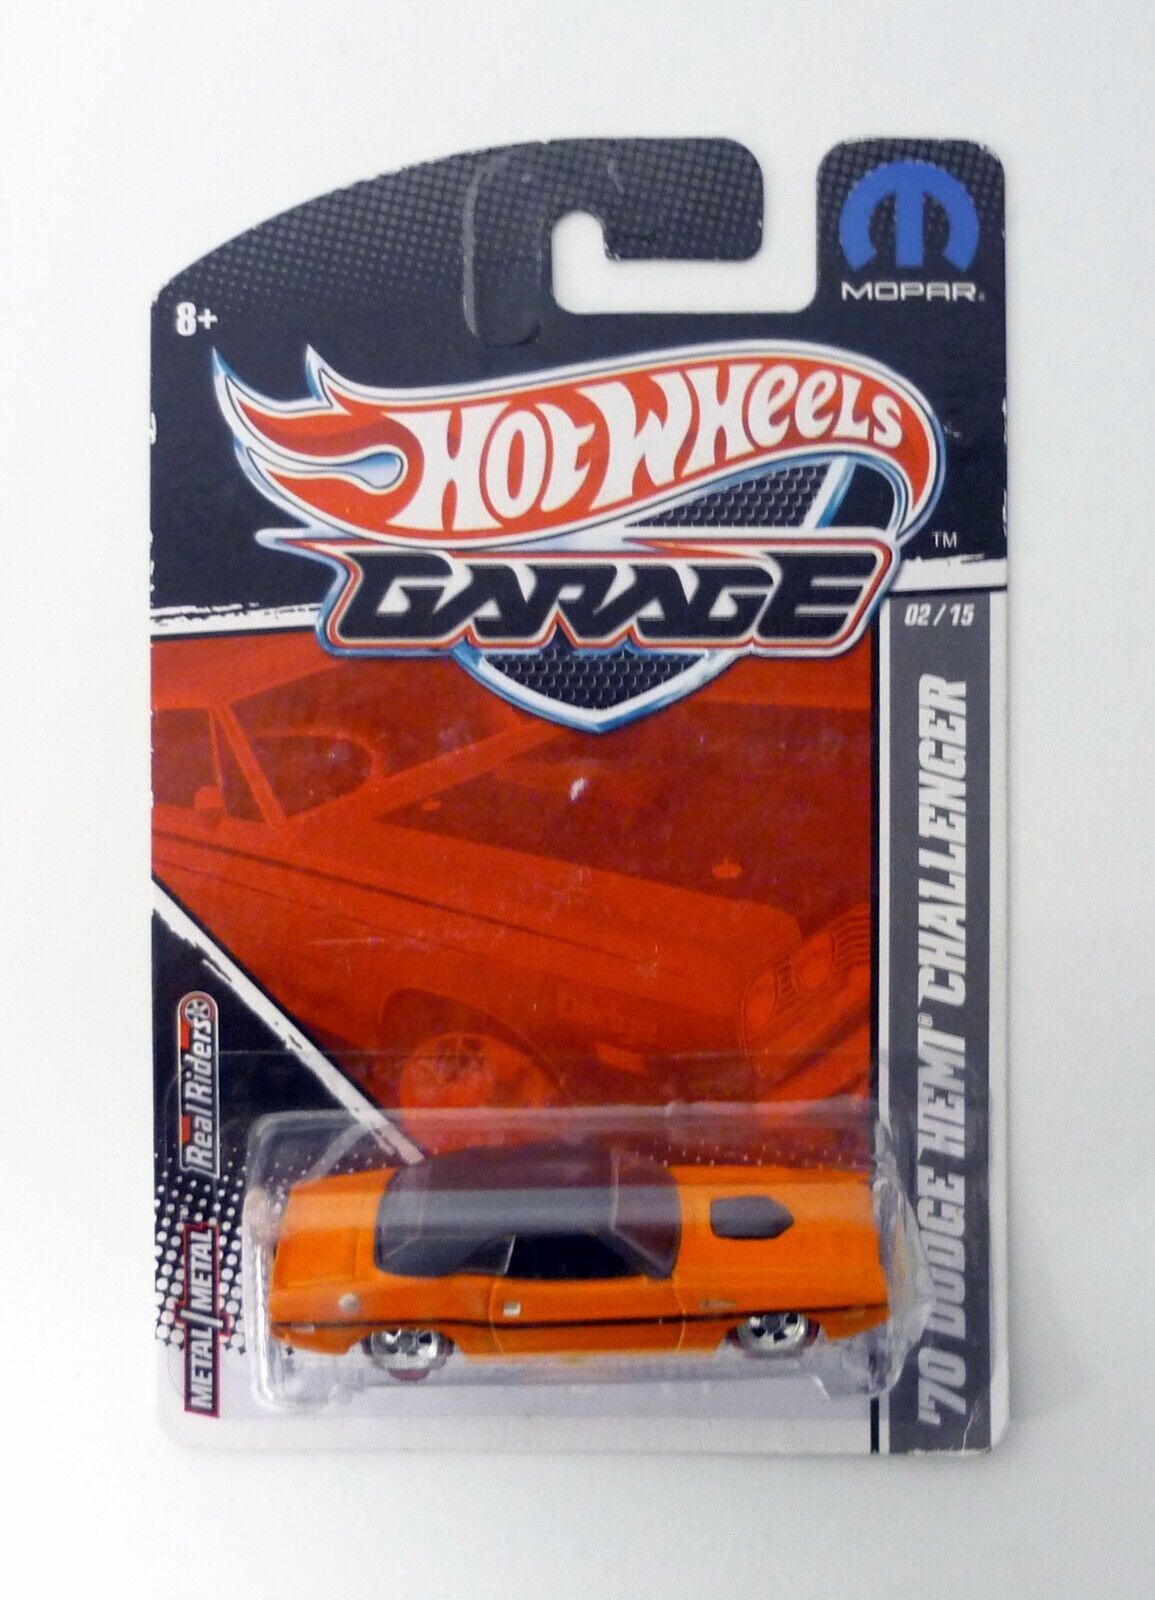 MOPAR®
8+
HOT WHEELS
GARAGE
TM
02/15
'70 DODGE HEMI® CHALLENGER
Real Riders
METAL/METAL